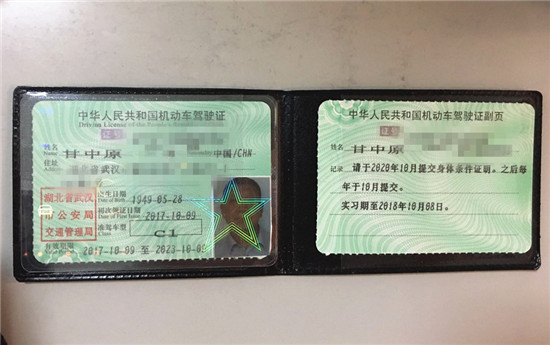 中华人民共和国机动车驾驶证
Driving License of the People's Republic of China
证号
姓名
Name
甘中原
中国/CHN
住址
省武汉
湖北省武汉
市公安局
交通管理局
出生日期
Date of Birth
1949-05-28
初次领证日期
Date of First Issue
2017-10-09
准驾车型
Class
C1
有效期限
Valid Period
2017-10-09 至 2023-10-09
中华人民共和国机动车驾驶证副页
证号
姓名
Name
甘中原
记录
请于2020年10月提交身体条件证明。之后每
年于10月提交。
实习期至2018年10月08日。